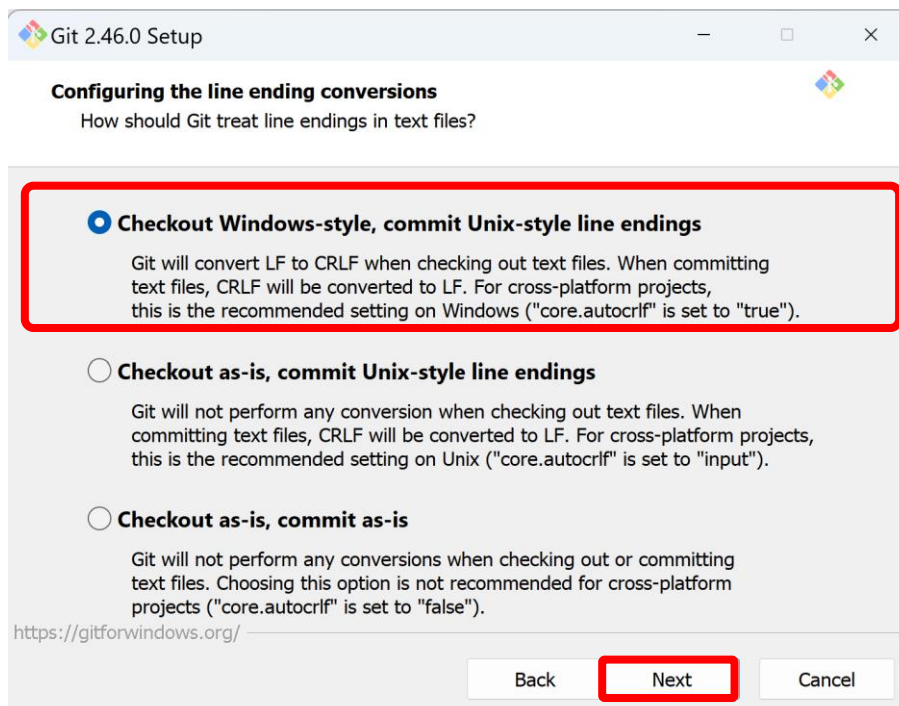 Git 2.46.0 Setup
Configuring the line ending conversions
How should Git treat line endings in text files?
Checkout Windows-style, commit Unix-style line endings
Git will convert LF to CRLF when checking out text files. When committing
text files, CRLF will be converted to LF. For cross-platform projects,
this is the recommended setting on Windows ("core.autocrlf" is set to "true").
Checkout as-is, commit Unix-style line endings
Git will not perform any conversion when checking out text files. When
committing text files, CRLF will be converted to LF. For cross-platform projects,
this is the recommended setting on Unix ("core.autocrlf" is set to "input").
Checkout as-is, commit as-is
Git will not perform any conversions when checking out or committing
text files. Choosing this option is not recommended for cross-platform
projects ("core.autocrlf" is set to "false").
https://gitforwindows.org/
Back Next Cancel